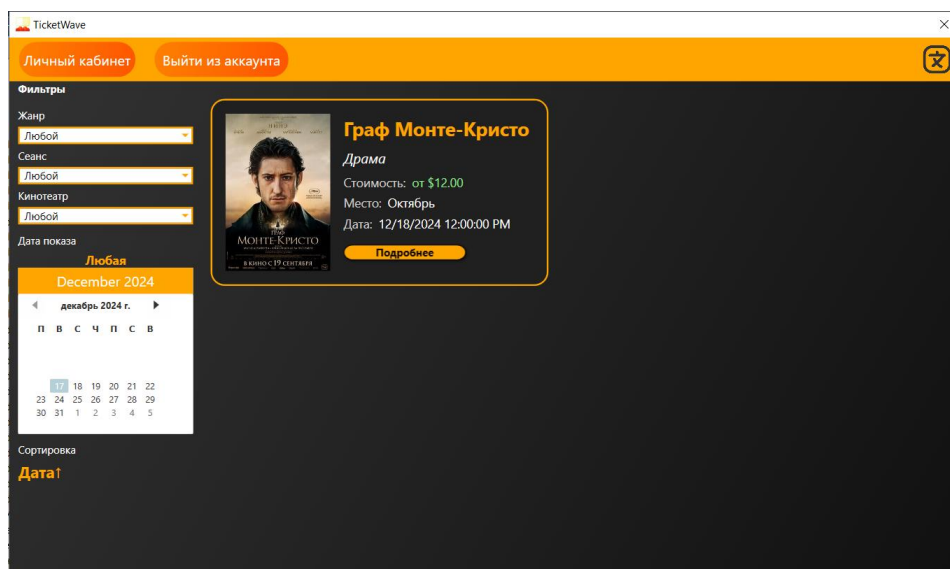 TicketWave
Личный кабинет
Выйти из аккаунта
Фильтры
Жанр
Любой
Сеанс
Любой
Кинотеатр
Любой
Дата показа
Любая
December 2024
декабрь 2024 г.
П В С Ч П С В
17 18 19 20 21 22
23 24 25 26 27 28 29
30 31 1 2 3 4 5
Сортировка
Дата↑
ГРАФ
МОНТЕ-КРИСТО
В КИНО С 19 СЕНТЯБРЯ
Граф Монте-Кристо
Драма
Стоимость: от $12.00
Место: Октябрь
Дата: 12/18/2024 12:00:00 PM
Подробнее